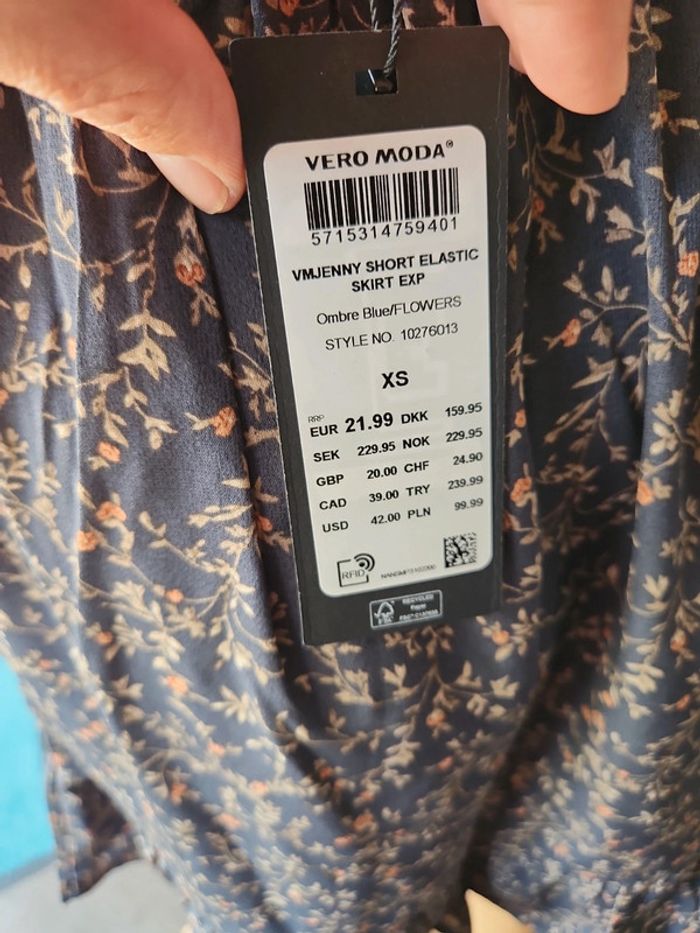 VERO MODA®
5715314759401
VMJENNY SHORT ELASTIC
SKIRT EXP
Ombre Blue/FLOWERS
STYLE NO. 10276013
XS
RRP
EUR 21.99 DKK 159.95
SEK 229.95 NOK 229.95
GBP 20.00 CHF 24.90
CAD 39.00 TRY 239.99
USD 42.00 PLN 99.99
RFID
RECYCLED
Paper